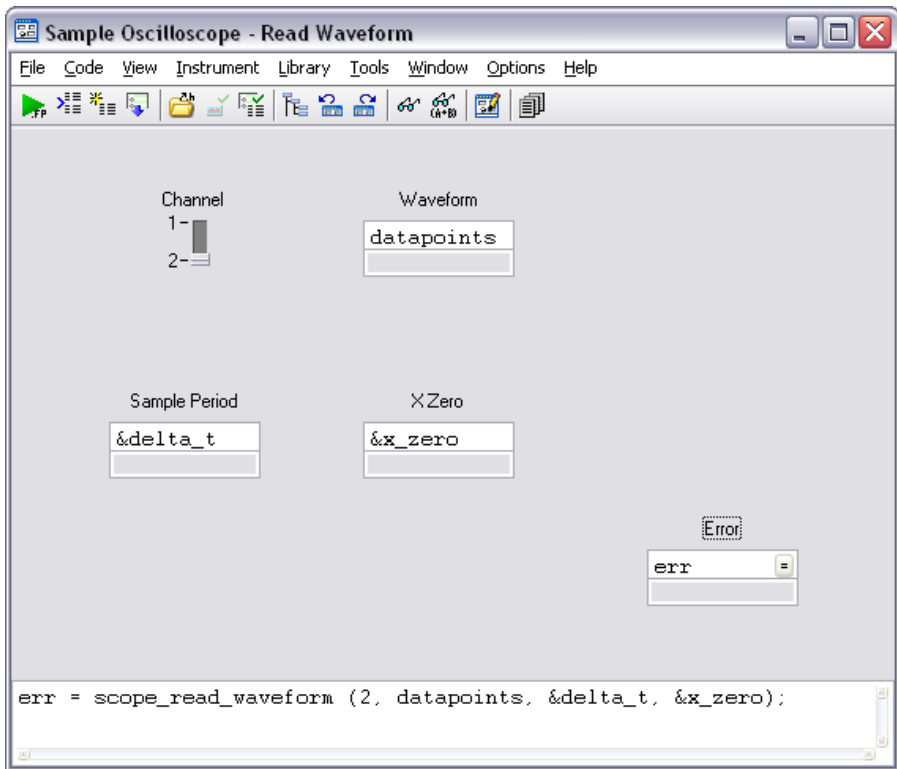 Sample Oscilloscope - Read Waveform
File Code View Instrument Library Tools Window Options Help
.FP
(A+B)
Channel
1
2
Waveform
datapoints
Sample Period
&delta_t
X Zero
&x_zero
Error
err =
err = scope_read_waveform (2, datapoints, &delta_t, &x_zero);